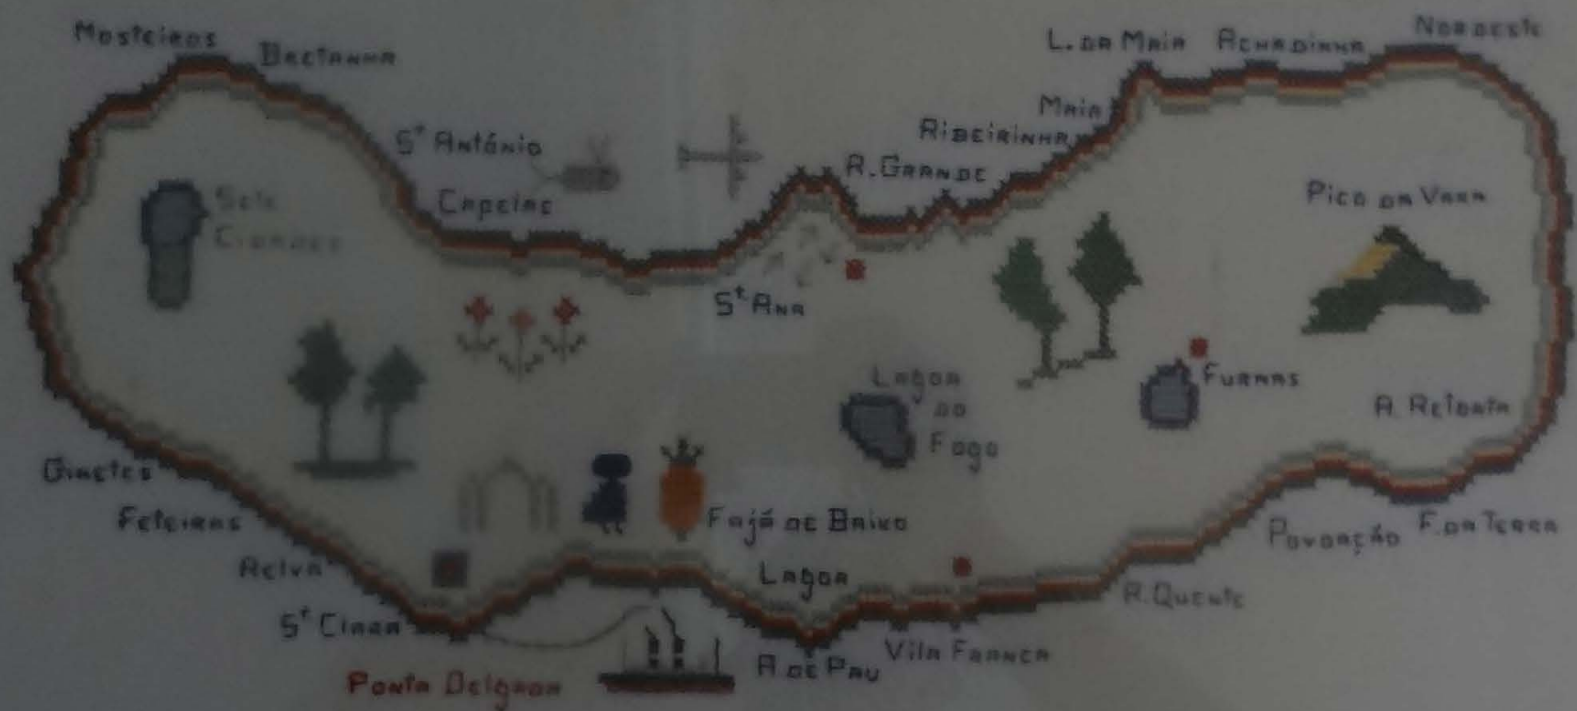 Mosteiros
Bretanha
L. da Maia
Achadinha
Nordeste
Maia
Ribeirinha
St António
R. Grande
Capelas
Sete
Cidades
Pico da Vara
St Ana
Lagoa
do
Fogo
Furnas
A. Retorta
Ginetes
Feteiras
Fajã de Baixo
Povoação
F. da Terra
Relva
Lagoa
R. Quente
St Clara
Vila Franca
A. de Pau
Ponta Delgada